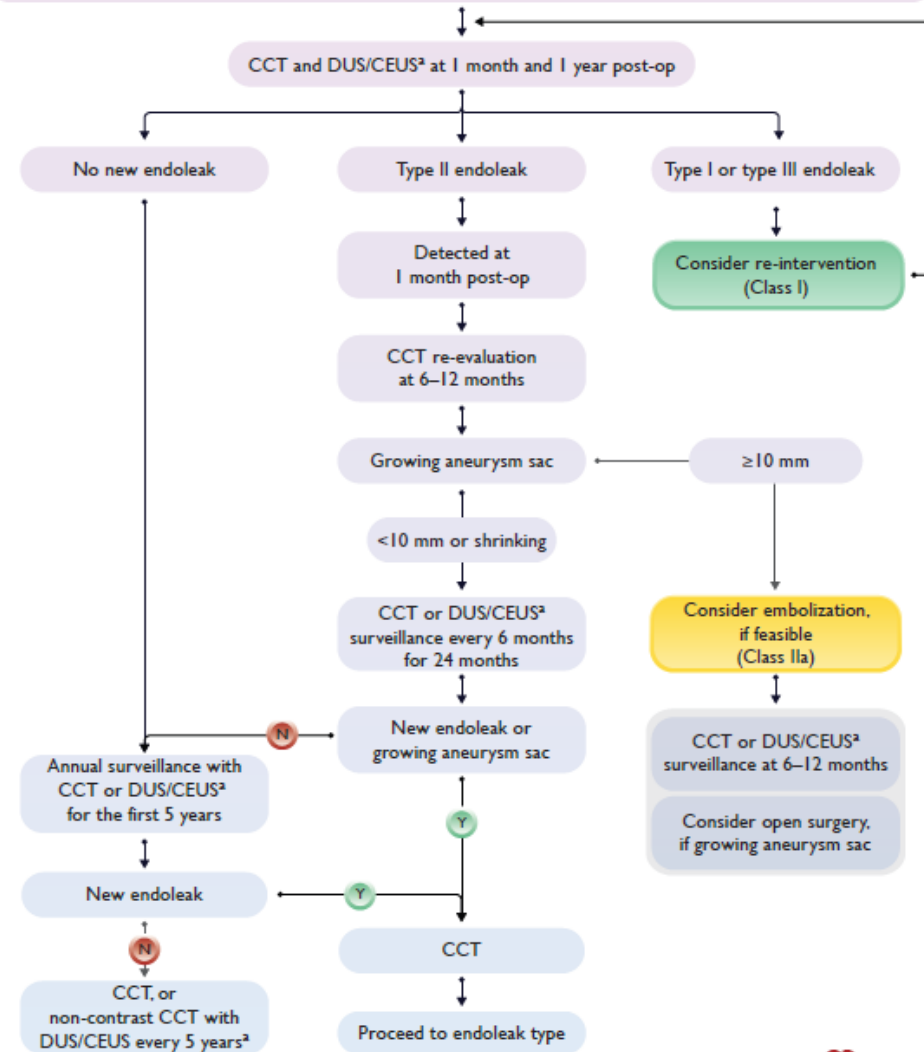 CCT and DUS/CEUSª at 1 month and 1 year post-op
No new endoleak
Type II endoleak
Type I or type III endoleak
Detected at
1 month post-op
Consider re-intervention
(Class I)
CCT re-evaluation
at 6–12 months
Growing aneurysm sac
≥10 mm
<10 mm or shrinking
CCT or DUS/CEUSª
surveillance every 6 months
for 24 months
Consider embolization,
if feasible
(Class IIa)
N
New endoleak or
growing aneurysm sac
CCT or DUS/CEUSª
surveillance at 6–12 months
Annual surveillance with
CCT or DUS/CEUSª
for the first 5 years
Y
Consider open surgery,
if growing aneurysm sac
New endoleak
Y
N
CCT
CCT, or
non-contrast CCT with
DUS/CEUS every 5 yearsª
Proceed to endoleak type